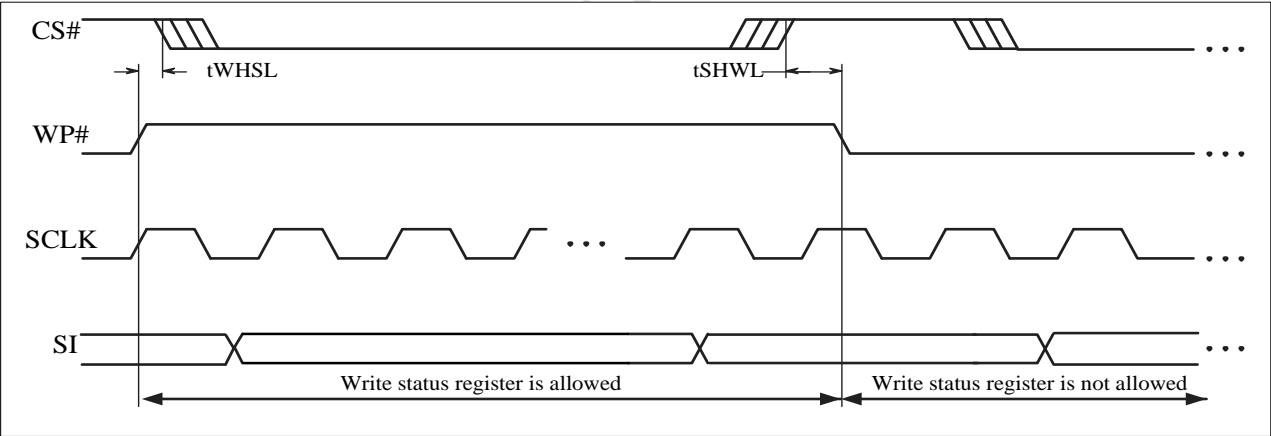 CS#
tWHSL
tSHWL
WP#
SCLK
SI
Write status register is allowed
Write status register is not allowed